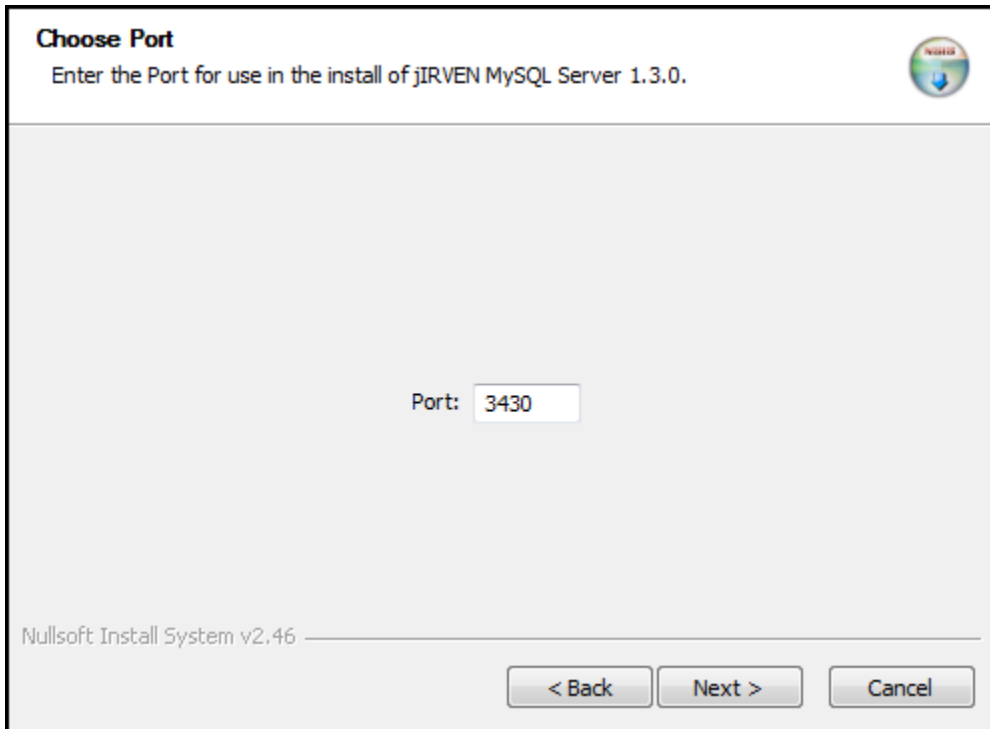 Choose Port
Enter the Port for use in the install of jIRVEN MySQL Server 1.3.0.
NSIS
Port: 3430
Nullsoft Install System v2.46
< Back Next > Cancel